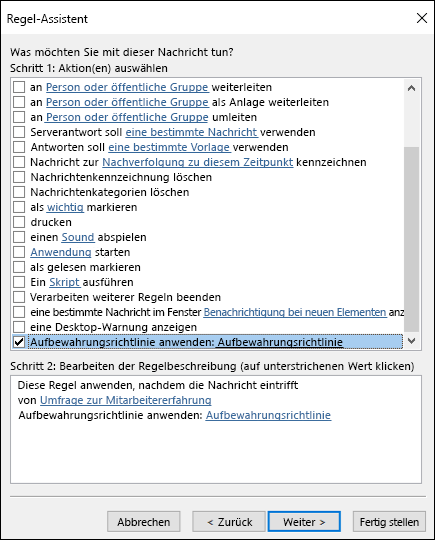 Regel-Assistent
Was möchten Sie mit dieser Nachricht tun?
Schritt 1: Aktion(en) auswählen
an Person oder öffentliche Gruppe weiterleiten
an Person oder öffentliche Gruppe als Anlage weiterleiten
an Person oder öffentliche Gruppe umleiten
Serverantwort soll eine bestimmte Nachricht verwenden
Antworten soll eine bestimmte Vorlage verwenden
Nachricht zur Nachverfolgung zu diesem Zeitpunkt kennzeichnen
Nachrichtenkennzeichnung löschen
Nachrichtenkategorien löschen
als wichtig markieren
drucken
einen Sound abspielen
Anwendung starten
als gelesen markieren
Ein Skript ausführen
Verarbeiten weiterer Regeln beenden
eine bestimmte Nachricht im Fenster Benachrichtigung bei neuen Elementen anz
eine Desktop-Warnung anzeigen
Aufbewahrungsrichtlinie anwenden: Aufbewahrungsrichtlinie
Schritt 2: Bearbeiten der Regelbeschreibung (auf unterstrichenen Wert klicken)
Diese Regel anwenden, nachdem die Nachricht eintrifft
von Umfrage zur Mitarbeitererfahrung
Aufbewahrungsrichtlinie anwenden: Aufbewahrungsrichtlinie
Abbrechen < Zurück Weiter > Fertig stellen